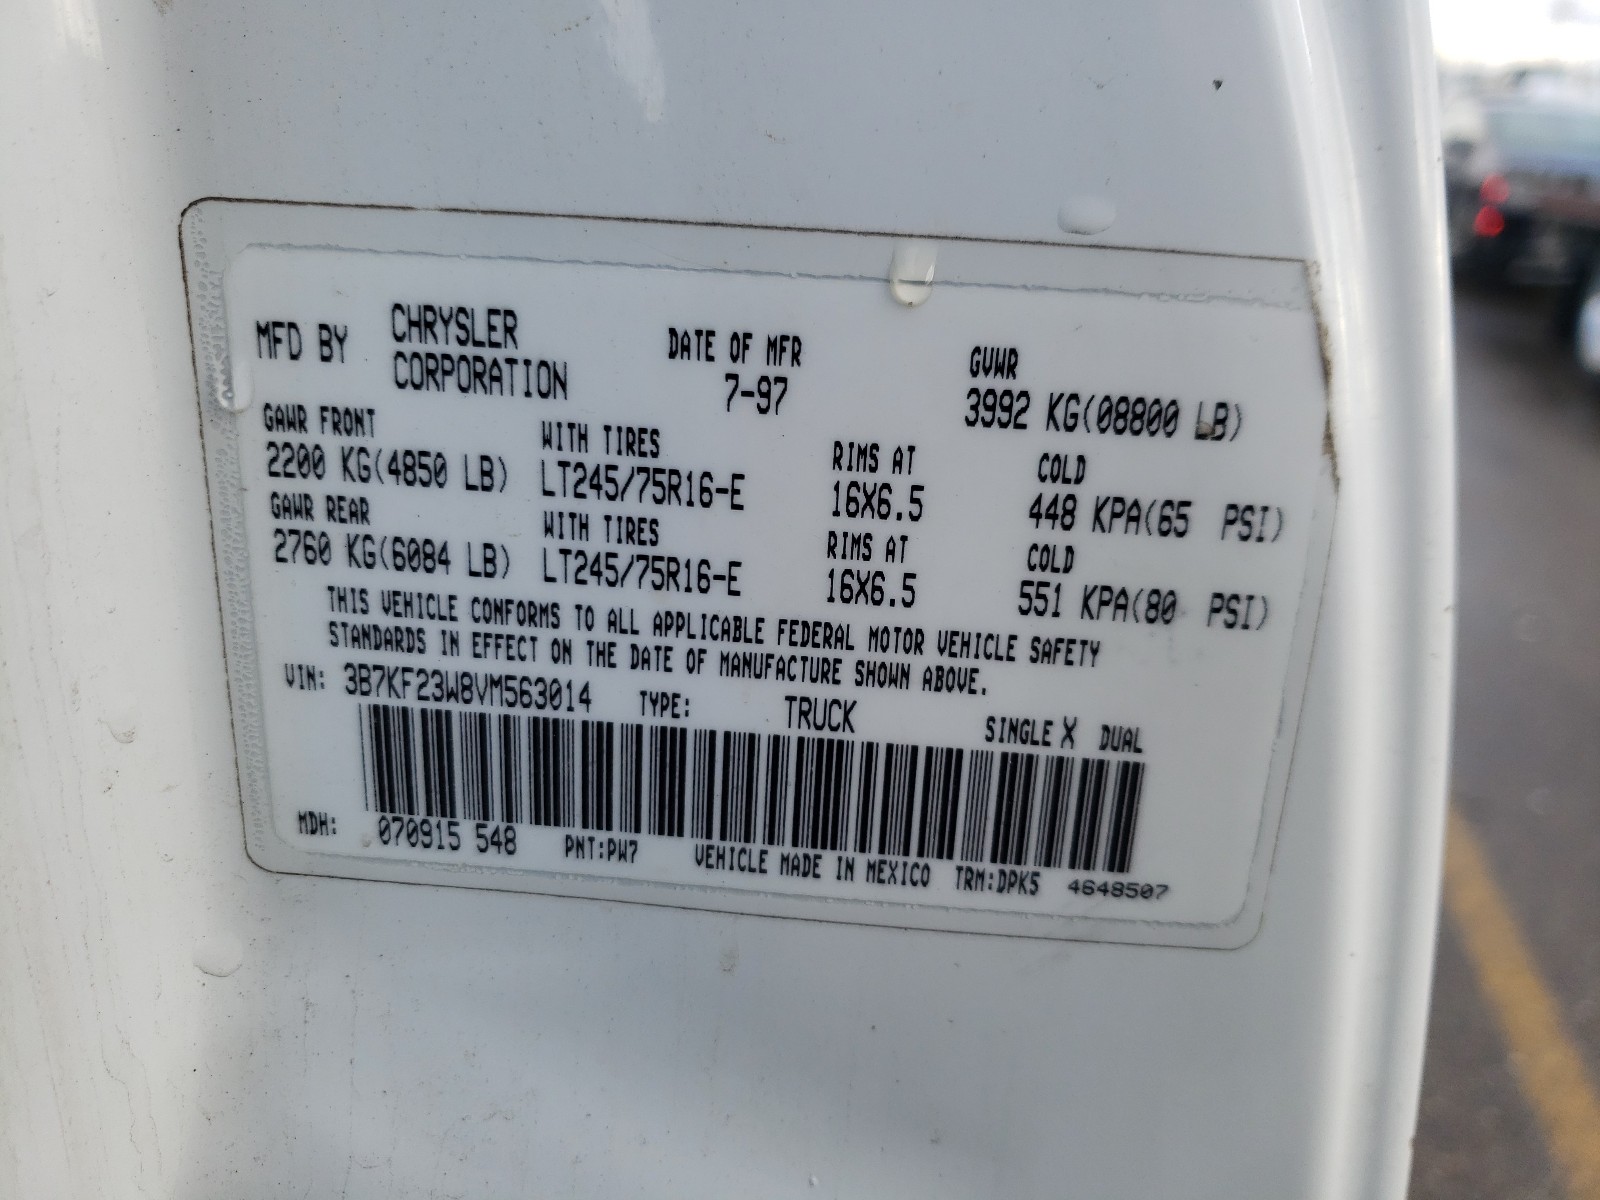 MFD BY CHRYSLER CORPORATION DATE OF MFR 7-97 GVWR 3992 KG(08800 LB)
GAWR FRONT WITH TIRES RIMS AT COLD
2200 KG(4850 LB) LT245/75R16-E 16X6.5 448 KPA(65 PSI)
GAWR REAR WITH TIRES RIMS AT COLD
2760 KG(6084 LB) LT245/75R16-E 16X6.5 551 KPA(80 PSI)
THIS VEHICLE CONFORMS TO ALL APPLICABLE FEDERAL MOTOR VEHICLE SAFETY
STANDARDS IN EFFECT ON THE DATE OF MANUFACTURE SHOWN ABOVE.
VIN: 3B7KF23W8VM563014 TYPE: TRUCK SINGLE X DUAL
MDH: 070915 548 PNT:PW7 VEHICLE MADE IN MEXICO TRM:DPK5 4648507